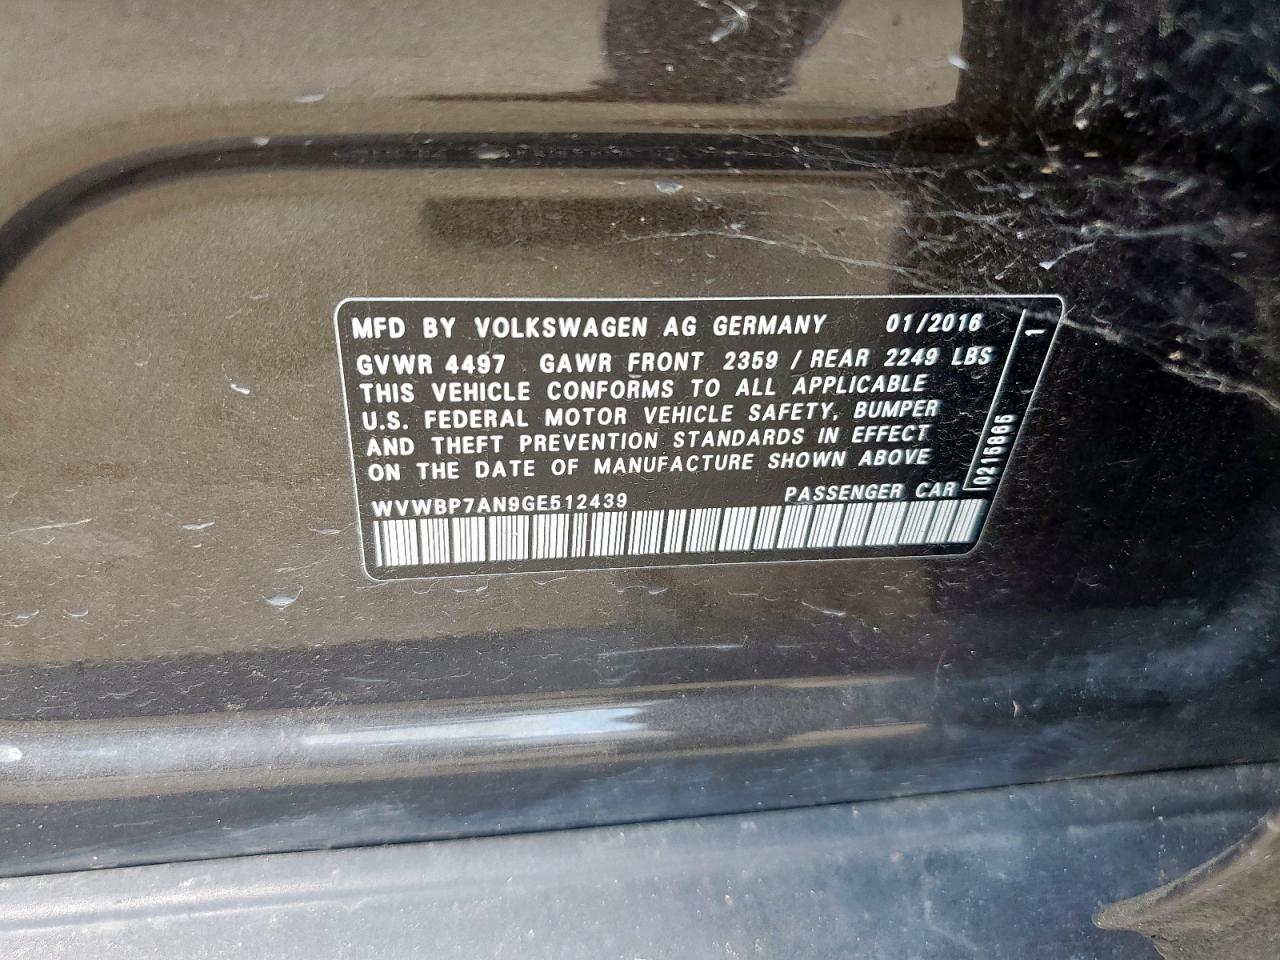 MFD BY VOLKSWAGEN AG GERMANY 01/2016
GVWR 4497 GAWR FRONT 2359 / REAR 2249 LBS
THIS VEHICLE CONFORMS TO ALL APPLICABLE
U.S. FEDERAL MOTOR VEHICLE SAFETY, BUMPER
AND THEFT PREVENTION STANDARDS IN EFFECT
ON THE DATE OF MANUFACTURE SHOWN ABOVE
WVWBP7AN9GE512439 PASSENGER CAR
0216866 1